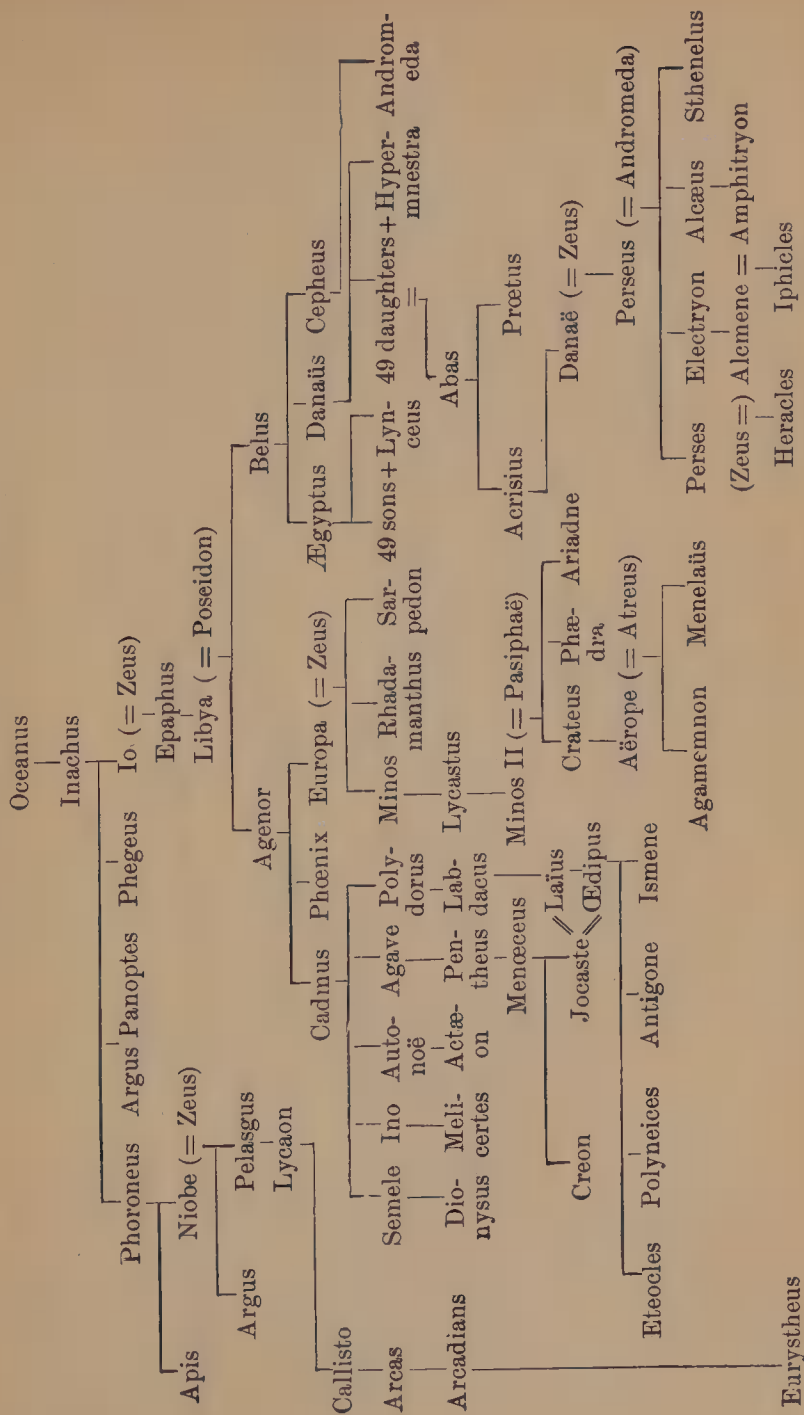 Oceanus
Inachus
Phoroneus Argus Panoptes Phegeus Io (= Zeus)
Apis Niobe (= Zeus) Epaphus
Libya (= Poseidon)
Argus Pelasgus
Lycaon Agenor Belus
Callisto Cadmus Phœnix Europa (= Zeus) Ægyptus Danaüs Cepheus
Arcas Semele Ino Auto- Agave Poly- Minos Rhada- Sar- 49 sons + Lyn- 49 daughters + Hyper- Androm-
noë dorus manthus pedon ceus = mnestra eda
Arcadians Dio- Meli- Actæ- Pen- Lab- Lycastus Abas
nysus certes on theus dacus
Menœceus Minos II (= Pasiphaë) Acrisius Prœtus
Creon Jocaste Laïus Crateus Phæ- Ariadne Danaë (= Zeus)
Œdipus dra
Aërope (= Atreus) Perseus (= Andromeda)
Eteocles Polyneices Antigone Ismene
Agamemnon Menelaüs Perses Electryon Alcæus Sthenelus
(Zeus =) Alcmene = Amphitryon
Eurystheus Heracles Iphicles